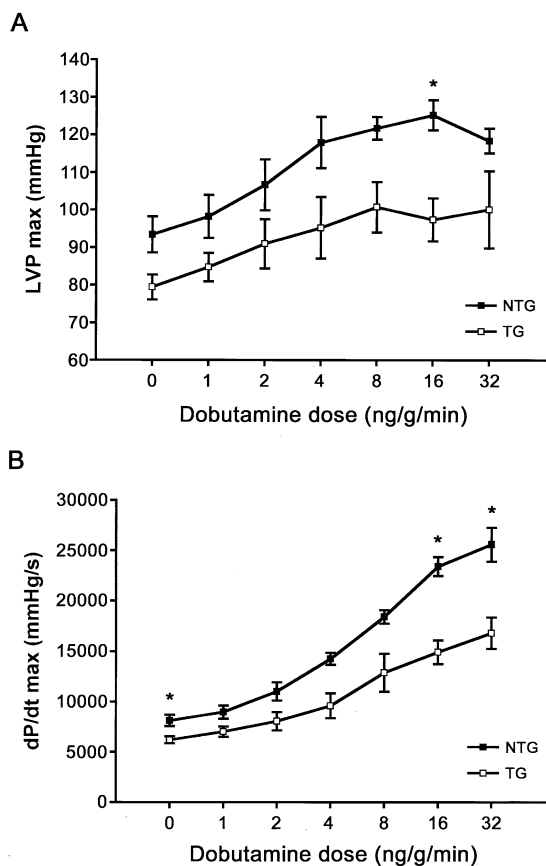 A
140
130
120
110
100
90
80
70
60
LVP max (mmHg)
*
NTG
TG
0 1 2 4 8 16 32
Dobutamine dose (ng/g/min)
B
30000
25000
20000
15000
10000
5000
0
dP/dt max (mmHg/s)
* * *
NTG
TG
0 1 2 4 8 16 32
Dobutamine dose (ng/g/min)